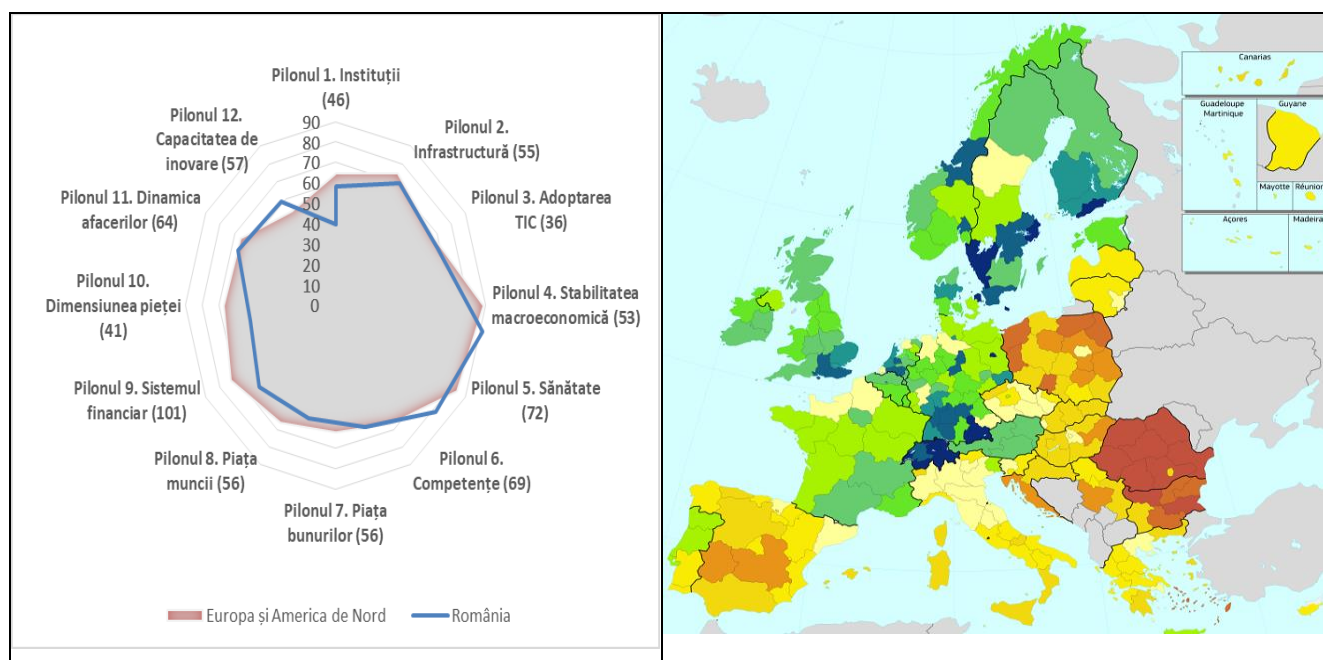 Pilonul 1. Instituții
(46)
Pilonul 2.
Infrastructură (55)
Pilonul 3. Adoptarea
TIC (36)
Pilonul 4. Stabilitatea
macroeconomică (53)
Pilonul 5. Sănătate
(72)
Pilonul 6.
Competențe (69)
Pilonul 7. Piața
bunurilor (56)
Pilonul 8. Piața
muncii (56)
Pilonul 9. Sistemul
financiar (101)
Pilonul 10.
Dimensiunea pieței
(41)
Pilonul 11. Dinamica
afacerilor (64)
Pilonul 12.
Capacitatea de
inovare (57)
90
80
70
60
50
40
30
20
10
0
Europa și America de Nord
România
Canarias
Guadeloupe
Martinique
Guyane
Mayotte
Réunion
Açores
Madeira